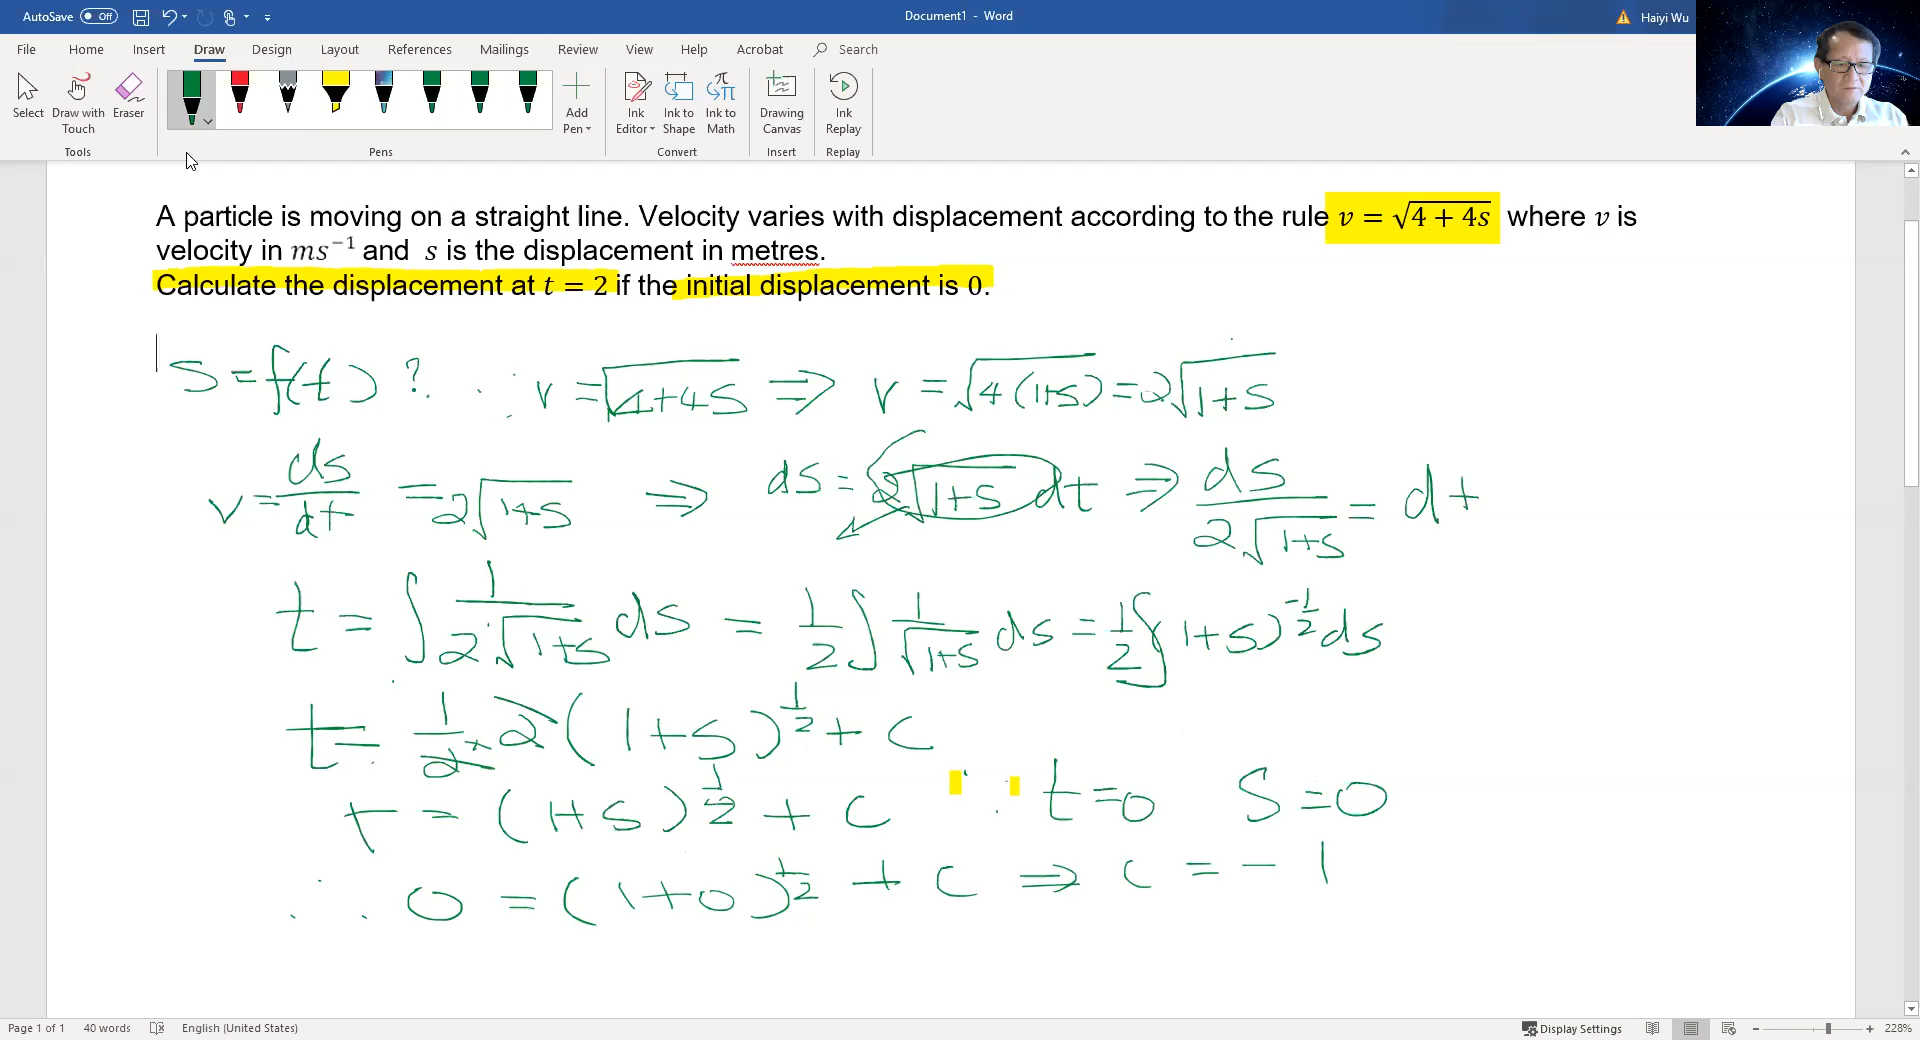 AutoSave Off Document1 - Word Haiyi Wu
File Home Insert Draw Design Layout References Mailings Review View Help Acrobat Search
Select Draw with Touch Eraser Add Pen Ink Editor Ink to Shape Ink to Math Drawing Canvas Ink Replay
Tools Pens Convert Insert Replay
A particle is moving on a straight line. Velocity varies with displacement according to the rule v = √(4 + 4s) where v is
velocity in ms⁻¹ and s is the displacement in metres.
Calculate the displacement at t = 2 if the initial displacement is 0.
S = f(t) ? ∵ v = √(4+4S) ⇒ v = √(4(1+S)) = 2√(1+S)
v = ds/dt = 2√(1+S) ⇒ ds = 2√(1+S) dt ⇒ ds/(2√(1+S)) = dt
t = ∫ 1/(2√(1+S)) ds = 1/2 ∫ 1/√(1+S) ds = 1/2 ∫(1+S)^(-1/2) ds
t = 1/2 × 2 (1+S)^(1/2) + C
t = (1+S)^(1/2) + C ∵ t = 0 S = 0
∴ 0 = (1+0)^(1/2) + C ⇒ C = -1
Page 1 of 1 40 words English (United States) Display Settings 228%